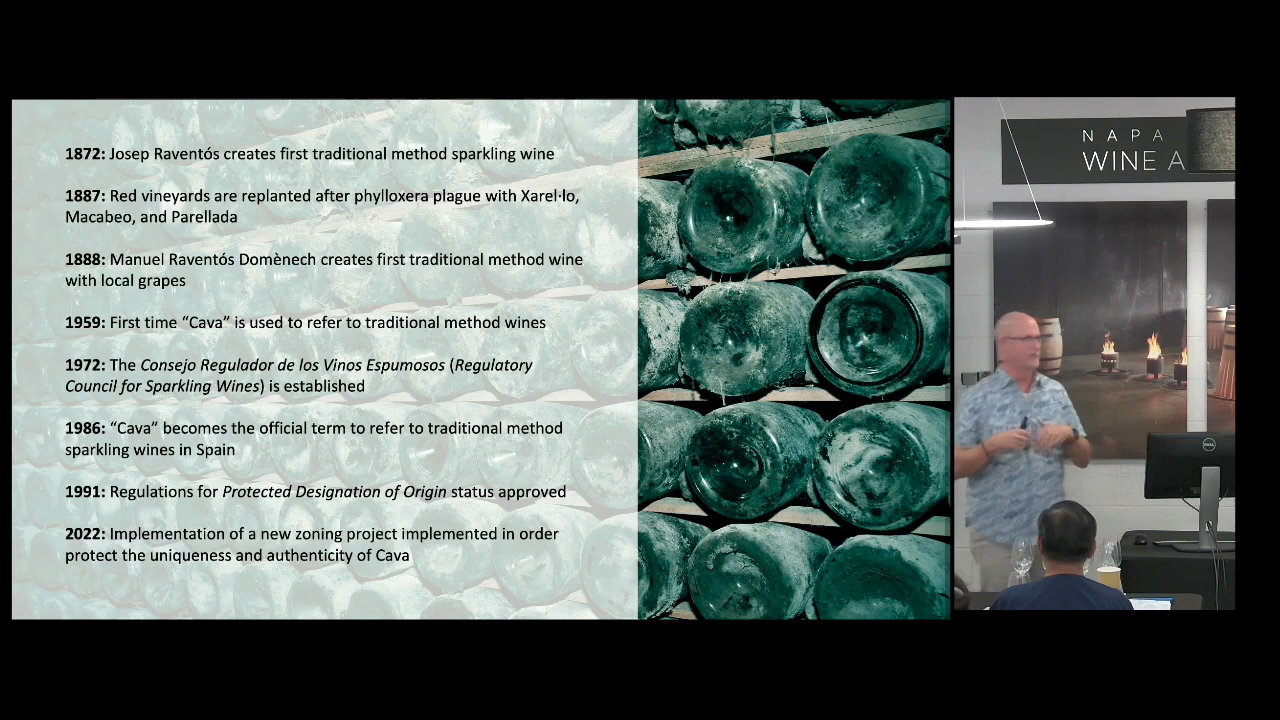 1872: Josep Raventós creates first traditional method sparkling wine
1887: Red vineyards are replanted after phylloxera plague with Xarel·lo,
Macabeo, and Parellada
1888: Manuel Raventós Domènech creates first traditional method wine
with local grapes
1959: First time “Cava” is used to refer to traditional method wines
1972: The Consejo Regulador de los Vinos Espumosos (Regulatory
Council for Sparkling Wines) is established
1986: “Cava” becomes the official term to refer to traditional method
sparkling wines in Spain
1991: Regulations for Protected Designation of Origin status approved
2022: Implementation of a new zoning project implemented in order
protect the uniqueness and authenticity of Cava
NAPA
WINE A
DELL